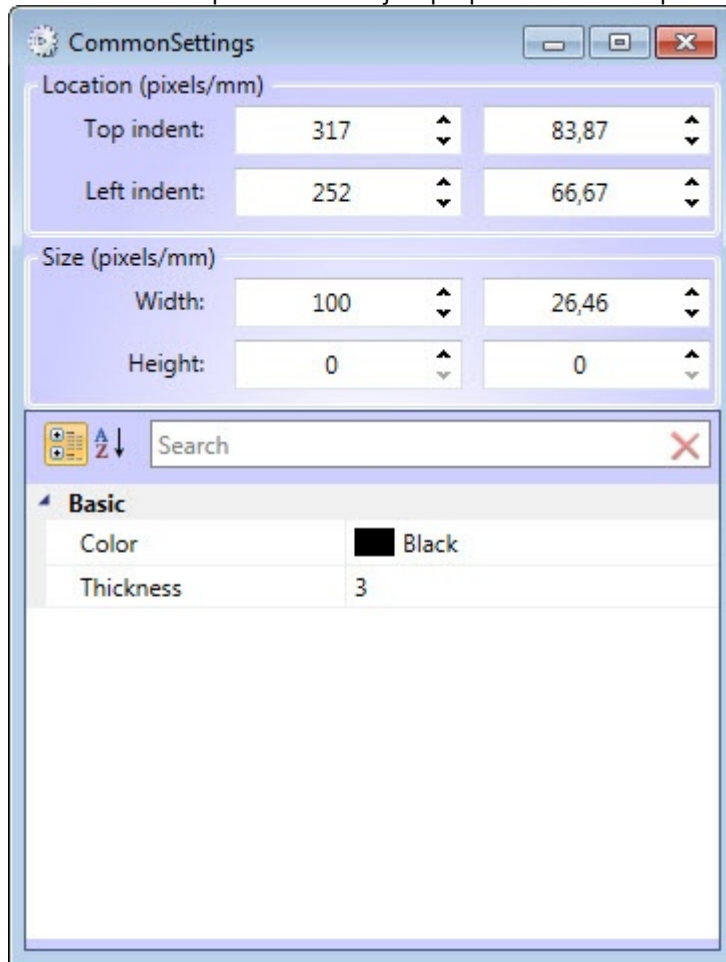 CommonSettings
Location (pixels/mm)
Top indent: 317 83,87
Left indent: 252 66,67
Size (pixels/mm)
Width: 100 26,46
Height: 0 0
A Z Search
Basic
Color Black
Thickness 3